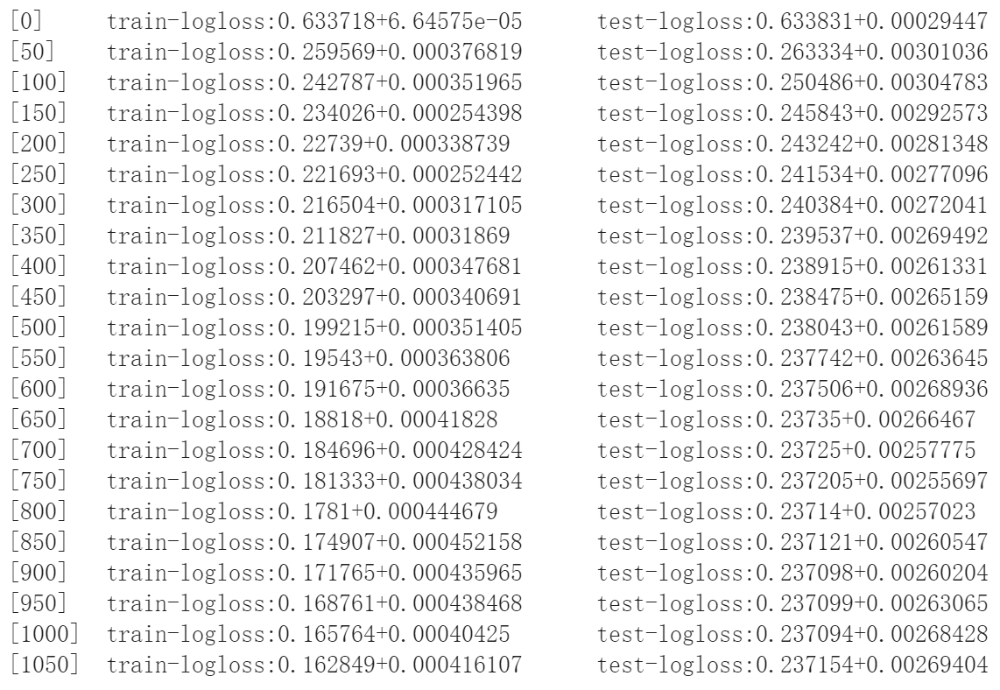 [0] train-logloss:0.633718+6.64575e-05 test-logloss:0.633831+0.00029447
[50] train-logloss:0.259569+0.000376819 test-logloss:0.263334+0.00301036
[100] train-logloss:0.242787+0.000351965 test-logloss:0.250486+0.00304783
[150] train-logloss:0.234026+0.000254398 test-logloss:0.245843+0.00292573
[200] train-logloss:0.22739+0.000338739 test-logloss:0.243242+0.00281348
[250] train-logloss:0.221693+0.000252442 test-logloss:0.241534+0.00277096
[300] train-logloss:0.216504+0.000317105 test-logloss:0.240384+0.00272041
[350] train-logloss:0.211827+0.00031869 test-logloss:0.239537+0.00269492
[400] train-logloss:0.207462+0.000347681 test-logloss:0.238915+0.00261331
[450] train-logloss:0.203297+0.000340691 test-logloss:0.238475+0.00265159
[500] train-logloss:0.199215+0.000351405 test-logloss:0.238043+0.00261589
[550] train-logloss:0.19543+0.000363806 test-logloss:0.237742+0.00263645
[600] train-logloss:0.191675+0.00036635 test-logloss:0.237506+0.00268936
[650] train-logloss:0.18818+0.00041828 test-logloss:0.23735+0.00266467
[700] train-logloss:0.184696+0.000428424 test-logloss:0.23725+0.00257775
[750] train-logloss:0.181333+0.000438034 test-logloss:0.237205+0.00255697
[800] train-logloss:0.1781+0.000444679 test-logloss:0.23714+0.00257023
[850] train-logloss:0.174907+0.000452158 test-logloss:0.237121+0.00260547
[900] train-logloss:0.171765+0.000435965 test-logloss:0.237098+0.00260204
[950] train-logloss:0.168761+0.000438468 test-logloss:0.237099+0.00263065
[1000] train-logloss:0.165764+0.00040425 test-logloss:0.237094+0.00268428
[1050] train-logloss:0.162849+0.000416107 test-logloss:0.237154+0.00269404